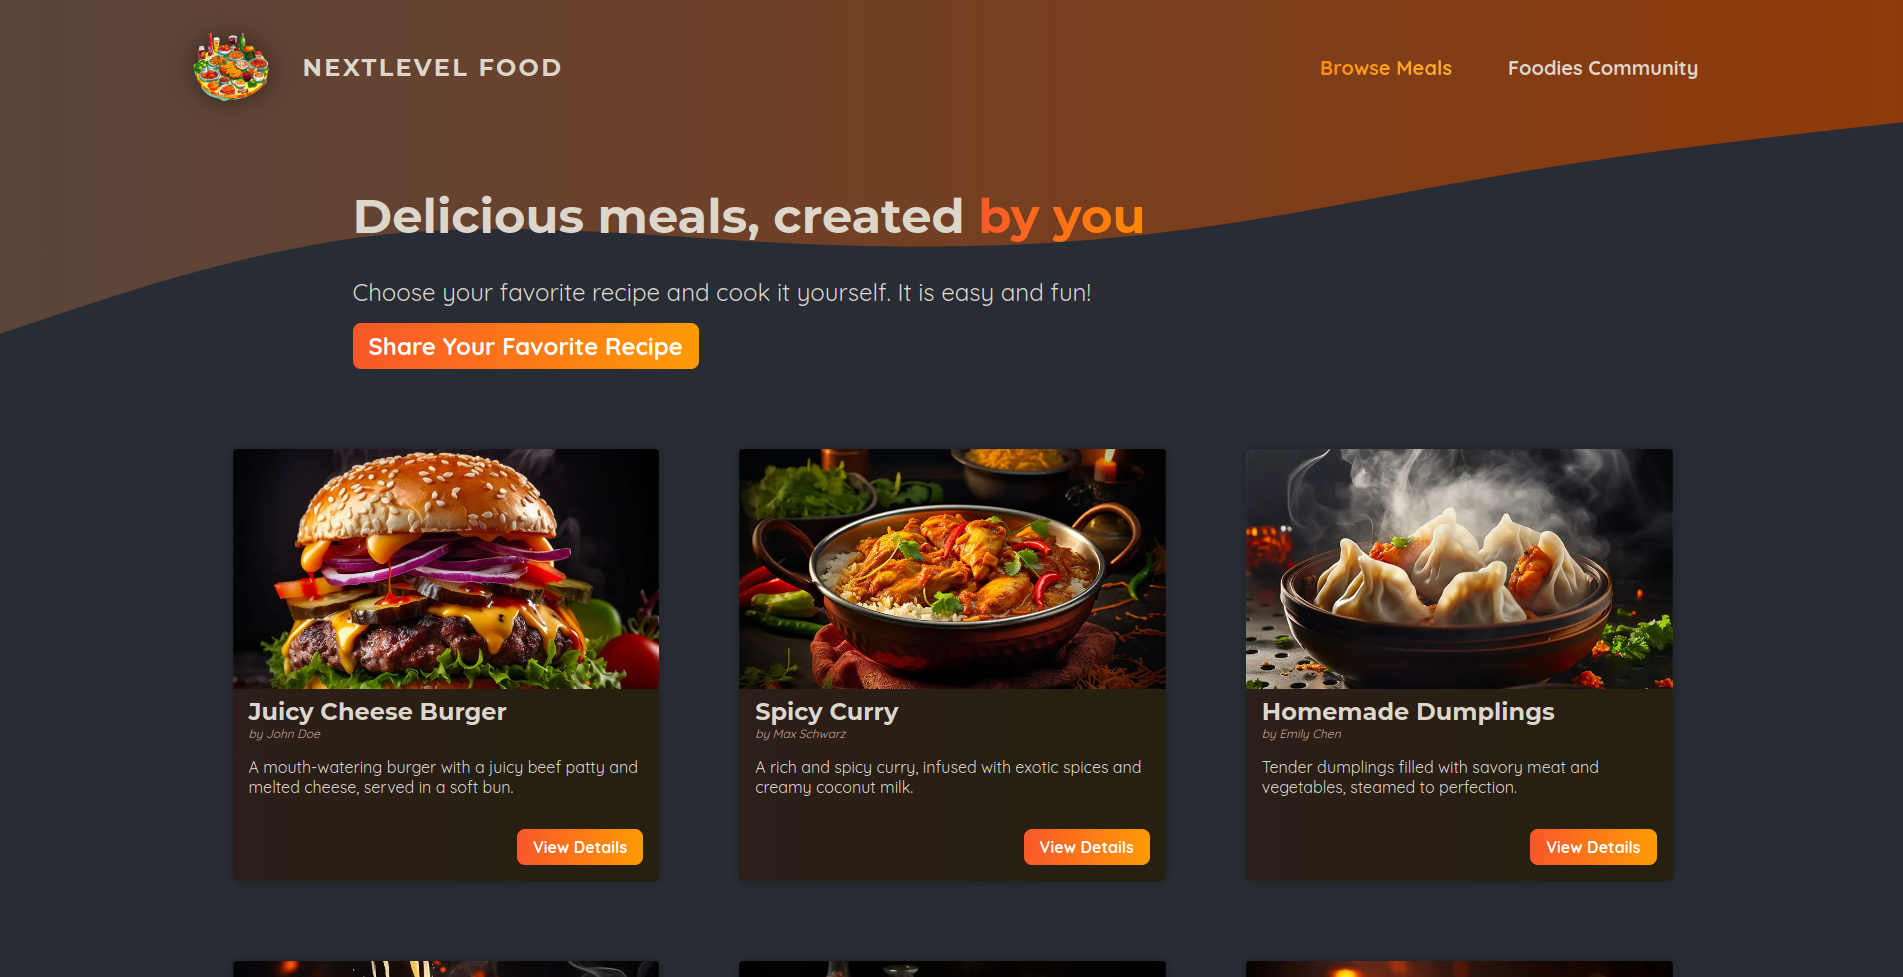 NEXTLEVEL FOOD
Browse Meals
Foodies Community
Delicious meals, created by you
Choose your favorite recipe and cook it yourself. It is easy and fun!
Share Your Favorite Recipe
Juicy Cheese Burger
by John Doe
A mouth-watering burger with a juicy beef patty and
melted cheese, served in a soft bun.
View Details
Spicy Curry
by Max Schwarz
A rich and spicy curry, infused with exotic spices and
creamy coconut milk.
View Details
Homemade Dumplings
by Emily Chen
Tender dumplings filled with savory meat and
vegetables, steamed to perfection.
View Details